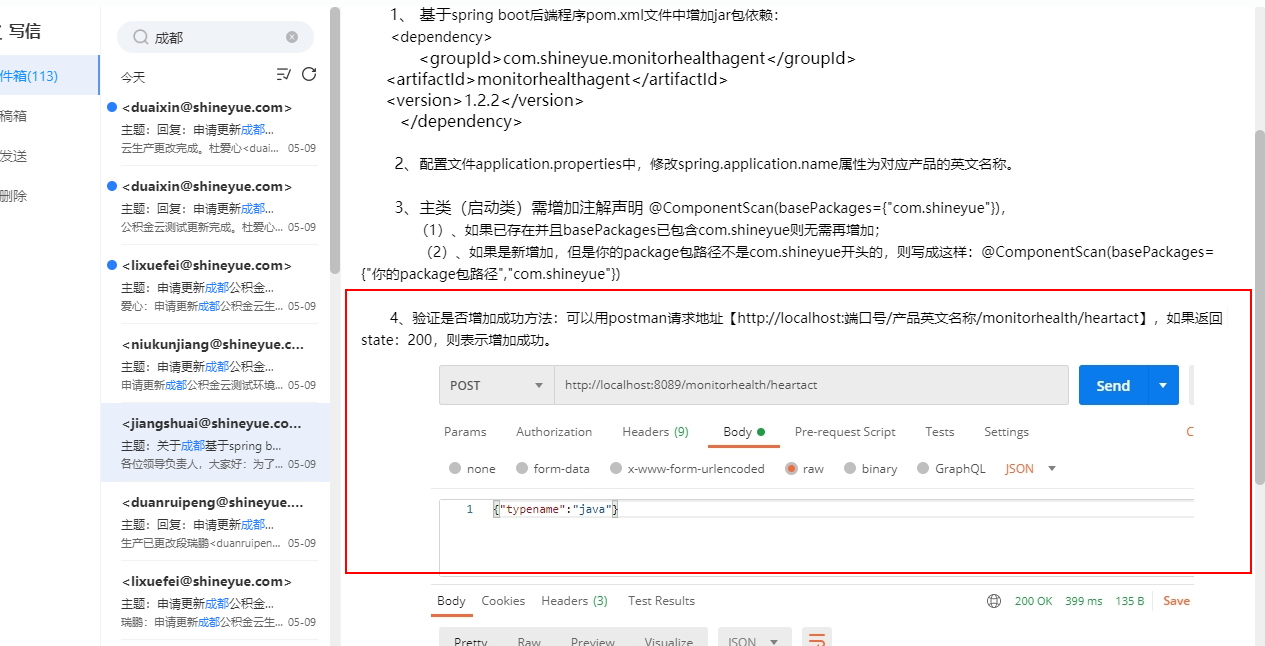 写信
件箱(113)
稿箱
发送
删除
成都
今天
<duaixin@shineyue.com>
主题：回复：申请更新成都...
云生产更改完成。杜爱心<duai... 05-09
<duaixin@shineyue.com>
主题：回复：申请更新成都...
公积金云测试更新完成。杜爱心... 05-09
<lixuefei@shineyue.com>
主题：申请更新成都公积金...
爱心：申请更新成都公积金云生... 05-09
<niukunjiang@shineyue.c...
主题：申请更新成都公积金...
申请更新成都公积金云测试环境... 05-09
<jiangshuai@shineyue.co...
主题：关于成都基于spring b...
各位领导负责人，大家好：为了... 05-09
<duanruipeng@shineyue....
主题：回复：申请更新成都...
生产已更改段瑞鹏<duanruipen... 05-09
<lixuefei@shineyue.com>
主题：申请更新成都公积金...
瑞鹏：申请更新成都公积金云生... 05-09
1、 基于spring boot后端程序pom.xml文件中增加jar包依赖：
<dependency>
<groupId>com.shineyue.monitorhealthagent</groupId>
<artifactId>monitorhealthagent</artifactId>
<version>1.2.2</version>
</dependency>
2、配置文件application.properties中，修改spring.application.name属性为对应产品的英文名称。
3、主类（启动类）需增加注解声明 @ComponentScan(basePackages={"com.shineyue"})，
（1）、如果已存在并且basePackages已包含com.shineyue则无需再增加；
（2）、如果是新增加，但是你的package包路径不是com.shineyue开头的，则写成这样：@ComponentScan(basePackages=
{"你的package包路径","com.shineyue"})
4、验证是否增加成功方法：可以用postman请求地址【http://localhost:端口号/产品英文名称/monitorhealth/heartact】，如果返回
state：200，则表示增加成功。
POST http://localhost:8089/monitorhealth/heartact Send
Params Authorization Headers (9) Body Pre-request Script Tests Settings C
none form-data x-www-form-urlencoded raw binary GraphQL JSON
1 {"typename":"java"}
Body Cookies Headers (3) Test Results 200 OK 399 ms 135 B Save
Pretty Raw Preview Visualize JSON